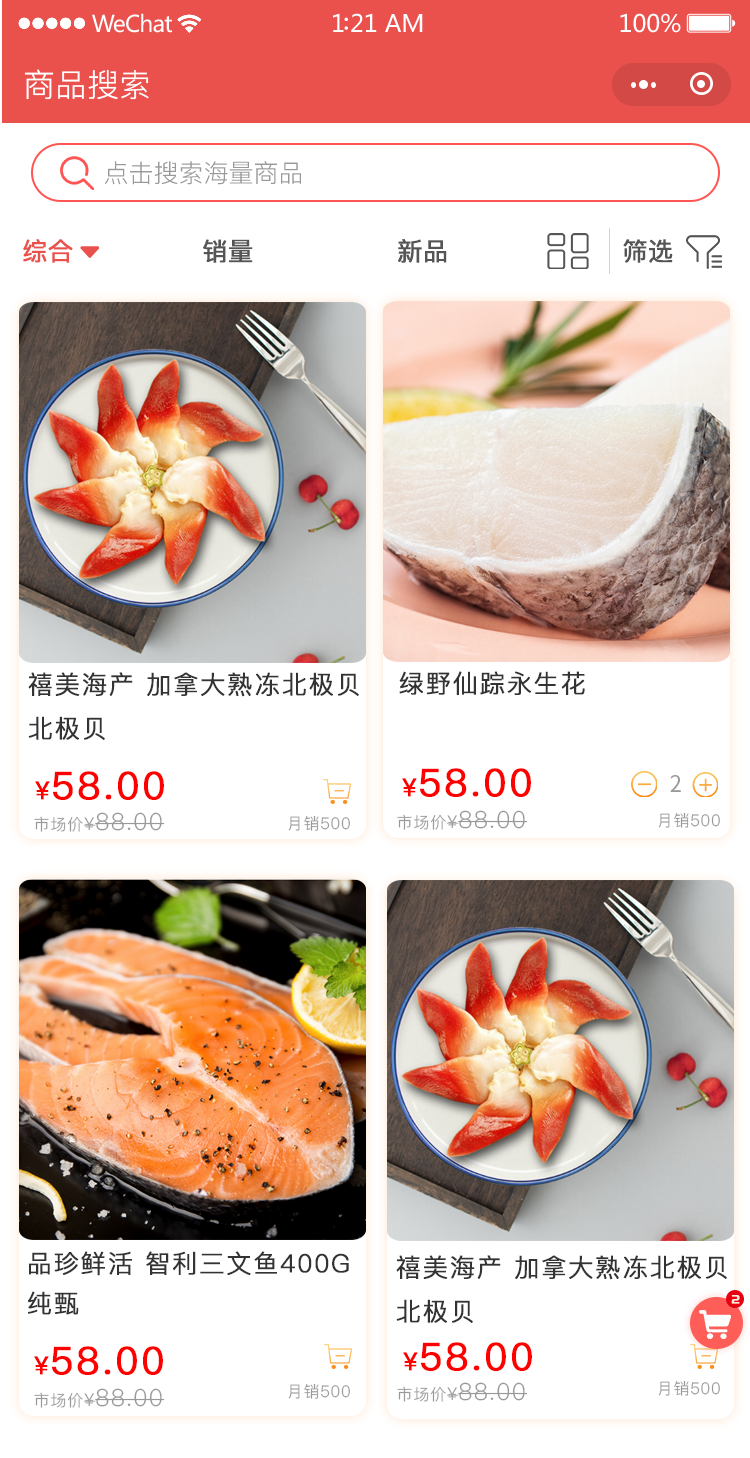 WeChat 1:21 AM 100%
商品搜索
点击搜索海量商品
综合 销量 新品 筛选
禧美海产 加拿大熟冻北极贝
北极贝
¥58.00
市场价¥88.00 月销500
绿野仙踪永生花
¥58.00 2
市场价¥88.00 月销500
品珍鲜活 智利三文鱼400G
纯甄
¥58.00
市场价¥88.00 月销500
禧美海产 加拿大熟冻北极贝
北极贝
2
¥58.00
市场价¥88.00 月销500